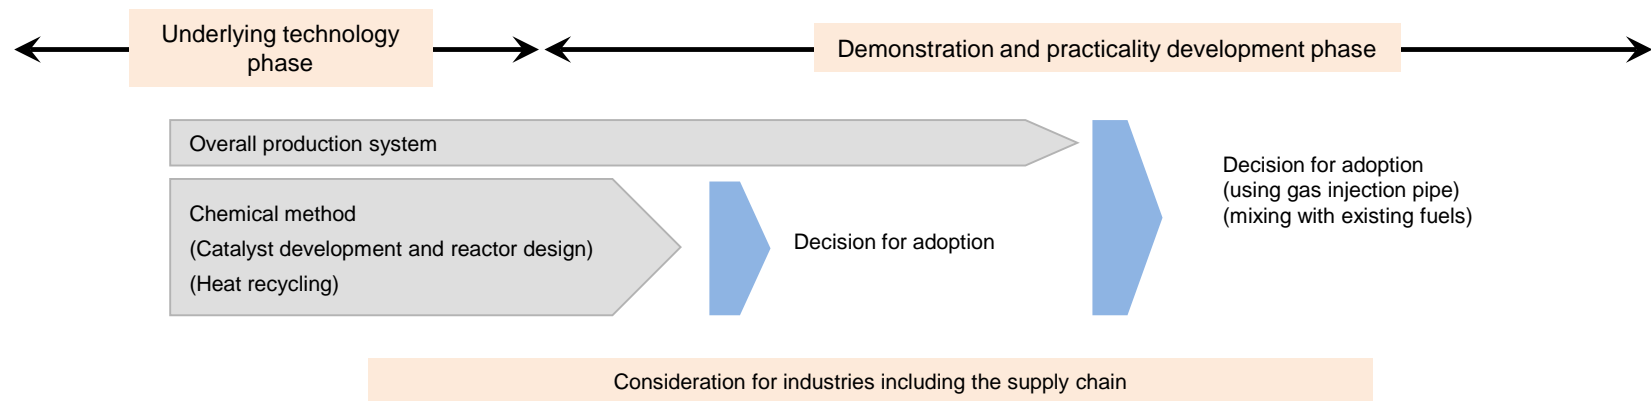 Underlying technology
phase
Demonstration and practicality development phase
Overall production system
Chemical method
(Catalyst development and reactor design)
(Heat recycling)
Decision for adoption
Decision for adoption
(using gas injection pipe)
(mixing with existing fuels)
Consideration for industries including the supply chain